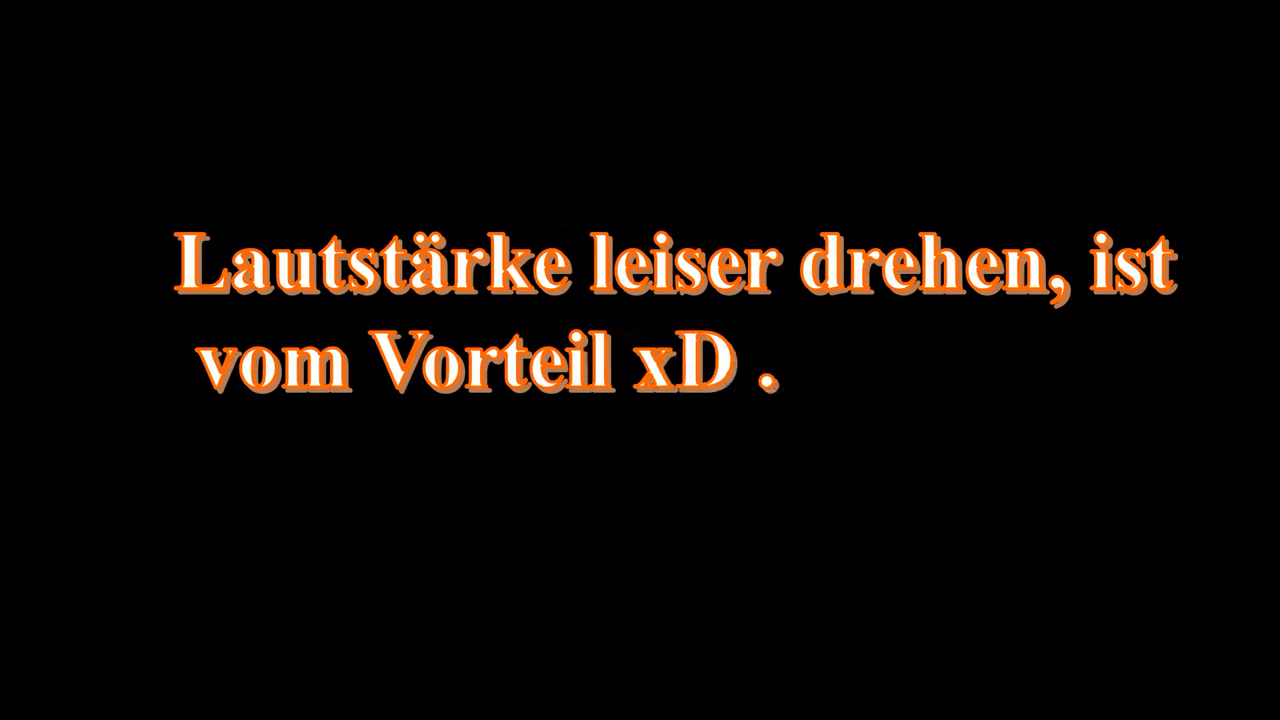 Lautstärke leiser drehen, ist
vom Vorteil xD .